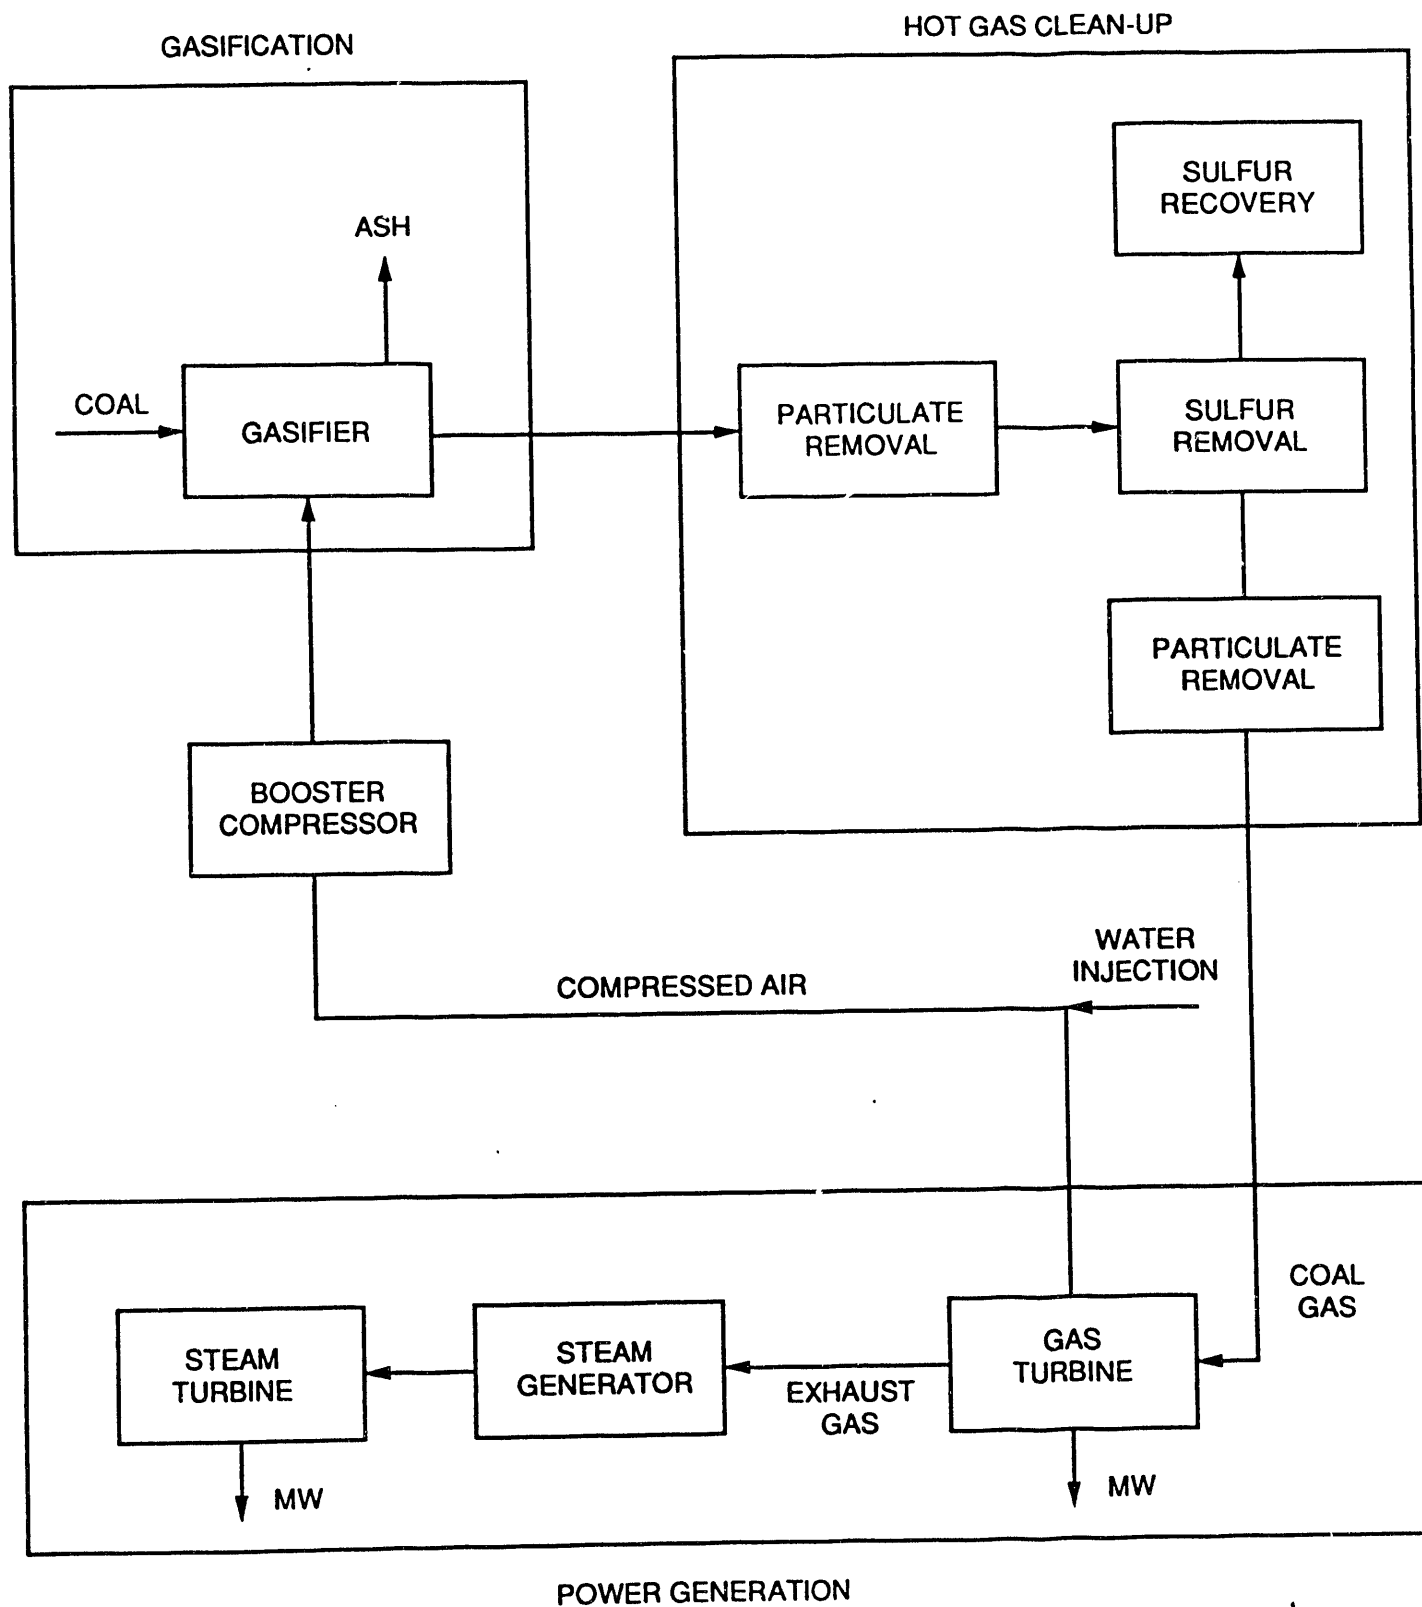 HOT GAS CLEAN-UP
GASIFICATION
SULFUR
RECOVERY
ASH
COAL
GASIFIER
PARTICULATE
REMOVAL
SULFUR
REMOVAL
PARTICULATE
REMOVAL
BOOSTER
COMPRESSOR
WATER
INJECTION
COMPRESSED AIR
COAL
GAS
STEAM
TURBINE
STEAM
GENERATOR
EXHAUST
GAS
GAS
TURBINE
MW
MW
POWER GENERATION